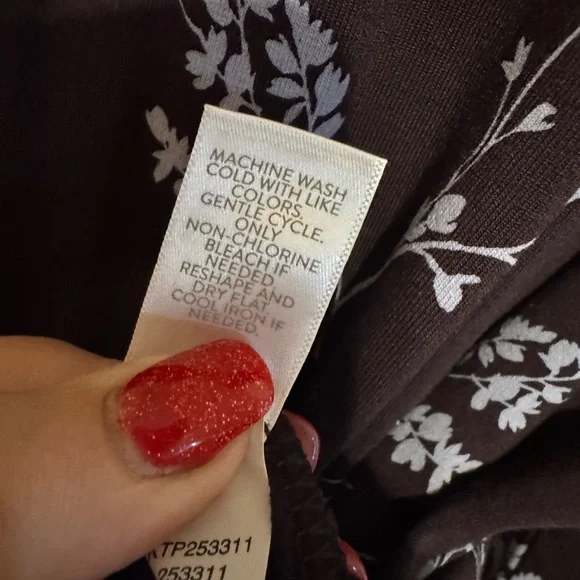 MACHINE WASH
COLD WITH LIKE
COLORS.
GENTLE CYCLE.
ONLY
NON-CHLORINE
BLEACH IF
NEEDED.
RESHAPE AND
DRY FLAT.
COOL IRON IF
NEEDED.
TP253311
253311